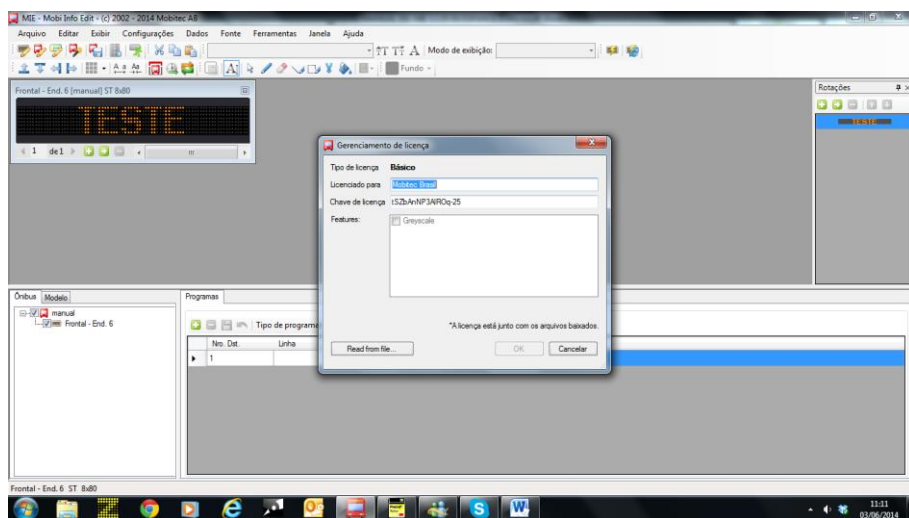 MIE - Mobi Info Edit - (c) 2002 - 2014 Mobitec AB
Arquivo Editar Exibir Configurações Dados Fonte Ferramentas Janela Ajuda
Modo de exibição:
Fundo
Frontal - End. 6 [manual] ST 8x80
TESTE
1 de1
Rotações
TESTE
Gerenciamento de licença
Tipo de licença Básico
Licenciado para Mobitec Brasil
Chave de licença
Features: Greyscale
*A licença está junto com os arquivos baixados.
Read from file... OK Cancelar
Ônibus Modelo
manual
Frontal - End. 6
Programas
Tipo de programa
Nro. Dst. Linha
1
Frontal - End. 6 ST 8x80
11:11
03/06/2014